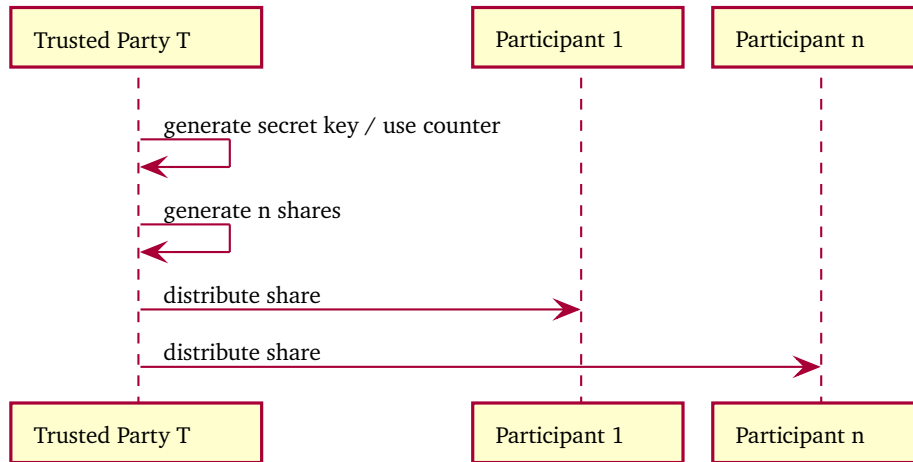 Trusted Party T
Participant 1
Participant n
generate secret key / use counter
generate n shares
distribute share
distribute share
Trusted Party T
Participant 1
Participant n